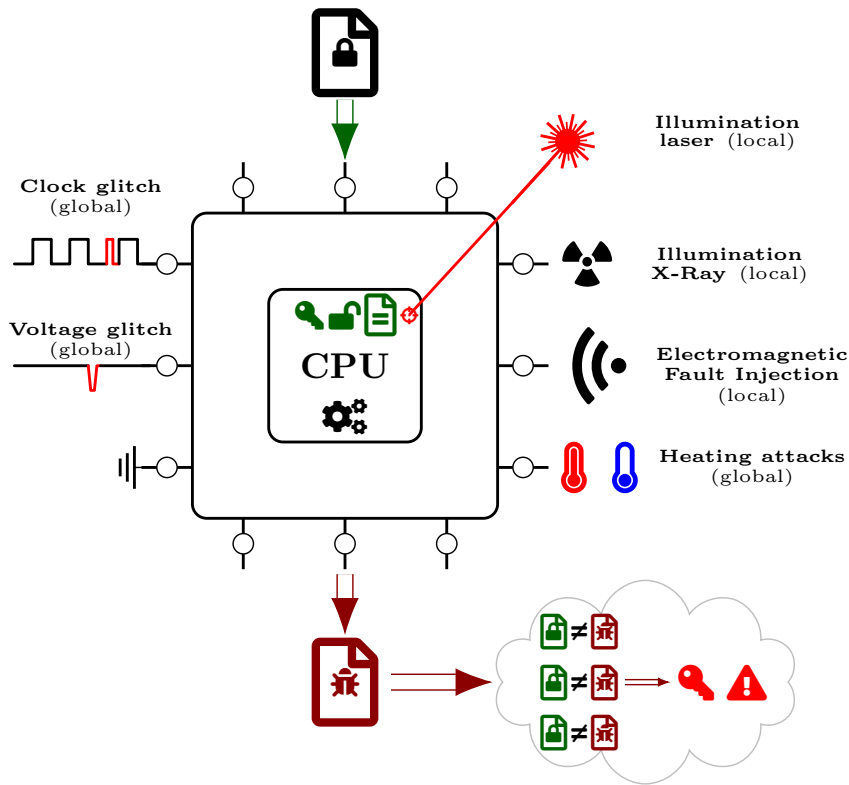 Illumination
laser (local)
Clock glitch
(global)
Illumination
X-Ray (local)
Voltage glitch
(global)
CPU
Electromagnetic
Fault Injection
(local)
Heating attacks
(global)
≠
≠
≠